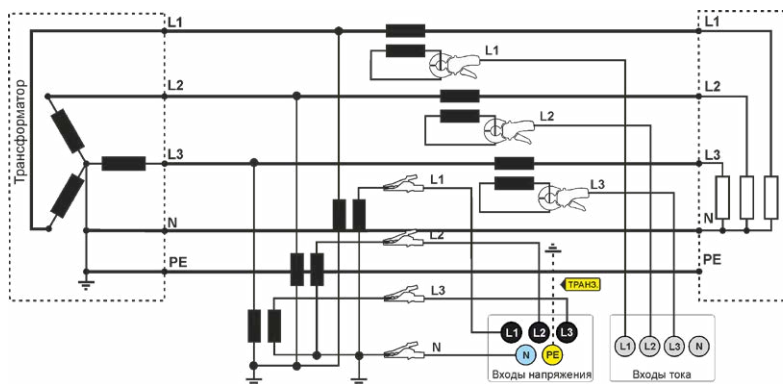 Трансформатор
L1
L1
L1
L2
L2
L2
L3
L3
L3
L1
N
N
L2
PE
PE
ТРАНЗ.
L3
N
L1
L2
L3
N
PE
Входы напряжения
L1
L2
L3
N
Входы тока